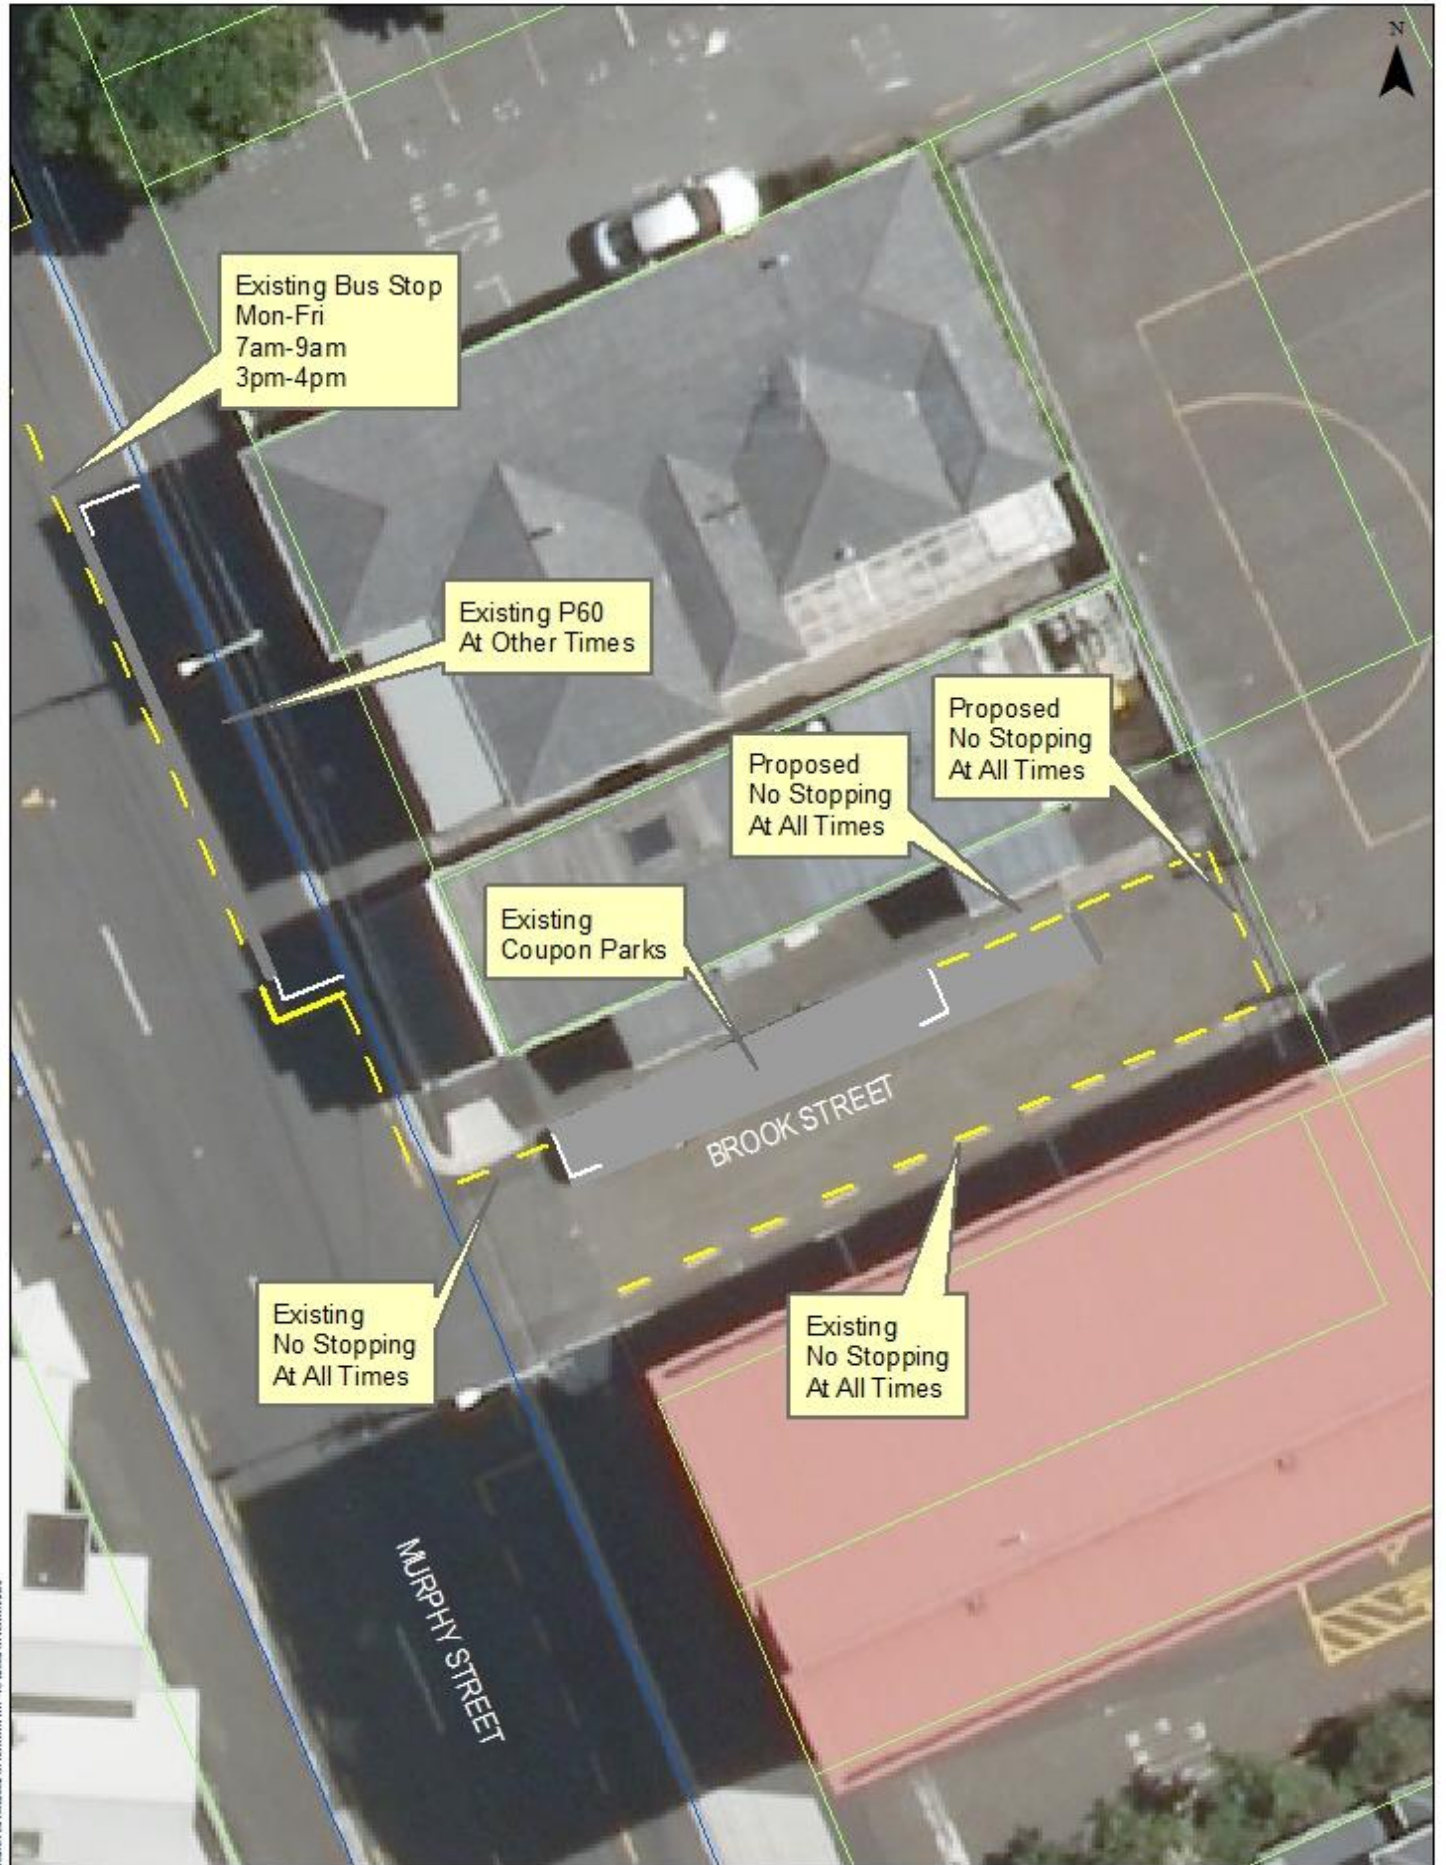 N
Existing Bus Stop
Mon-Fri
7am-9am
3pm-4pm
Existing P60
At Other Times
Proposed
No Stopping
At All Times
Proposed
No Stopping
At All Times
Existing
Coupon Parks
BROOK STREET
Existing
No Stopping
At All Times
Existing
No Stopping
At All Times
MURPHY STREET